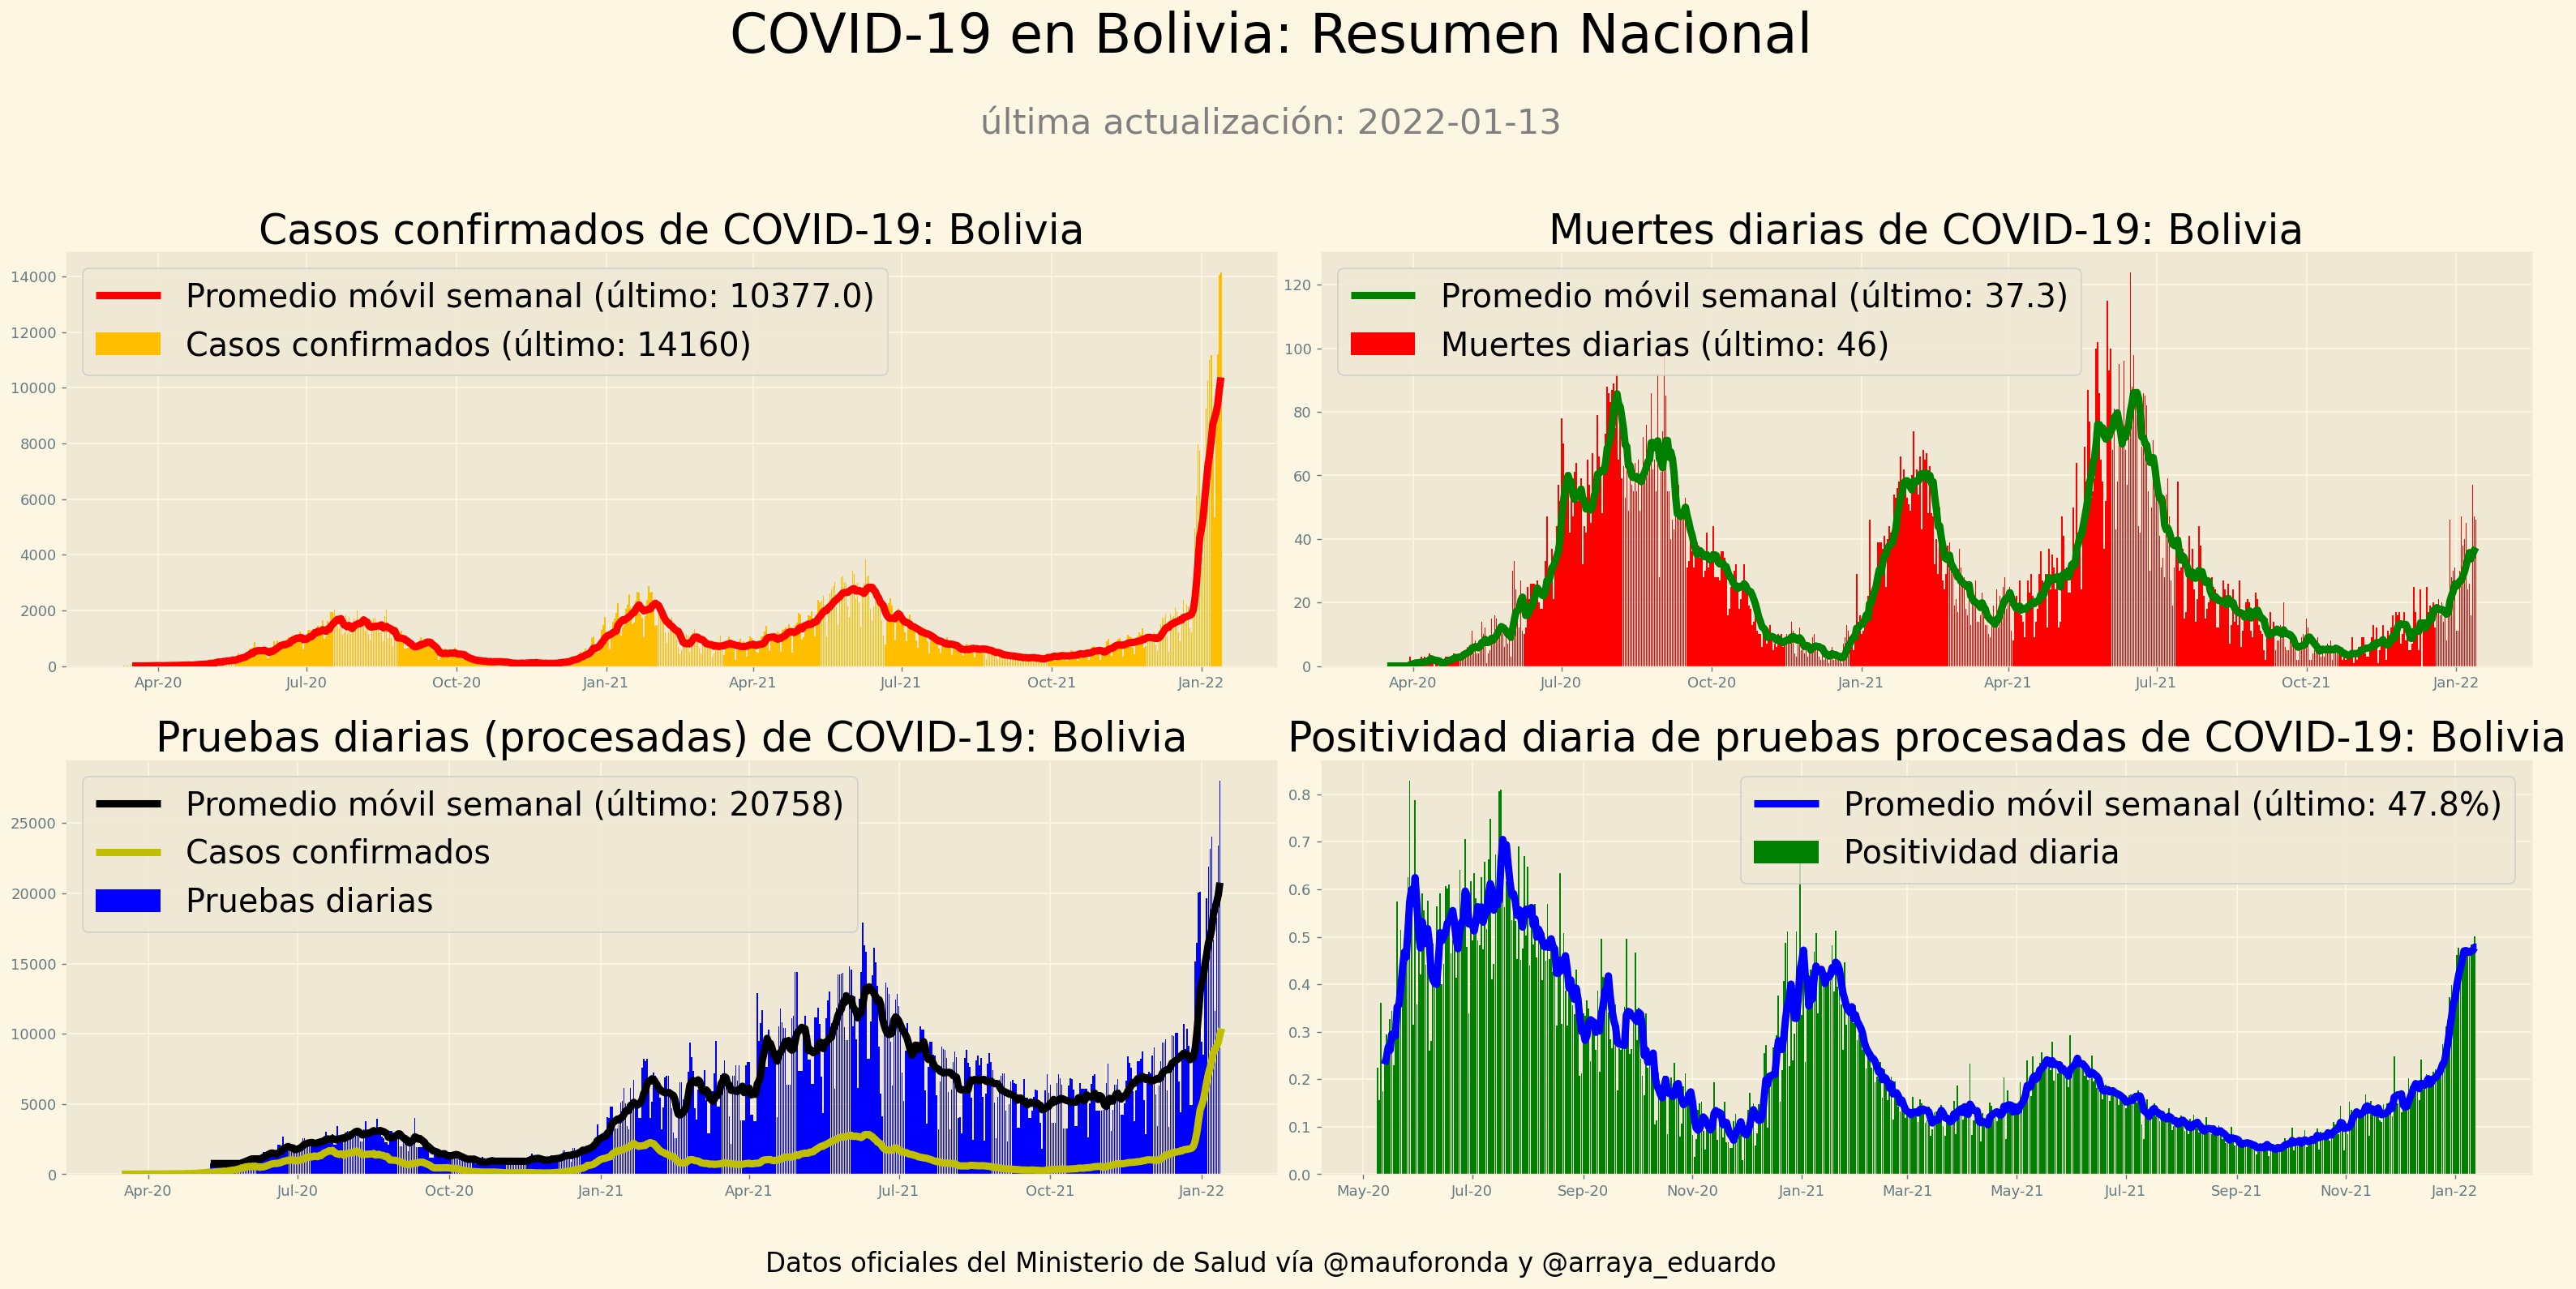 COVID-19 en Bolivia: Resumen Nacional
última actualización: 2022-01-13
Casos confirmados de COVID-19: Bolivia
Promedio móvil semanal (último: 10377.0)
Casos confirmados (último: 14160)
14000
12000
10000
8000
6000
4000
2000
0
Apr-20 Jul-20 Oct-20 Jan-21 Apr-21 Jul-21 Oct-21 Jan-22
Muertes diarias de COVID-19: Bolivia
Promedio móvil semanal (último: 37.3)
Muertes diarias (último: 46)
120
100
80
60
40
20
0
Apr-20 Jul-20 Oct-20 Jan-21 Apr-21 Jul-21 Oct-21 Jan-22
Pruebas diarias (procesadas) de COVID-19: Bolivia
Promedio móvil semanal (último: 20758)
Casos confirmados
Pruebas diarias
25000
20000
15000
10000
5000
0
Apr-20 Jul-20 Oct-20 Jan-21 Apr-21 Jul-21 Oct-21 Jan-22
Positividad diaria de pruebas procesadas de COVID-19: Bolivia
Promedio móvil semanal (último: 47.8%)
Positividad diaria
0.8
0.7
0.6
0.5
0.4
0.3
0.2
0.1
0.0
May-20 Jul-20 Sep-20 Nov-20 Jan-21 Mar-21 May-21 Jul-21 Sep-21 Nov-21 Jan-22
Datos oficiales del Ministerio de Salud vía @mauforonda y @arraya_eduardo